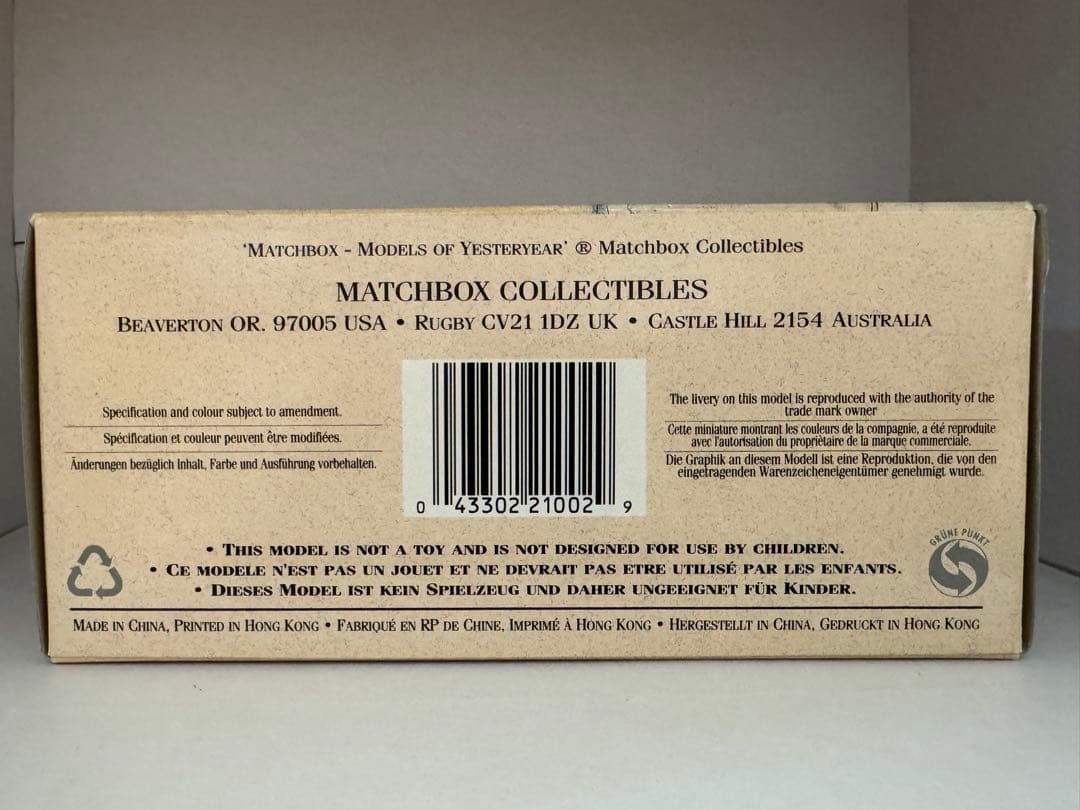 'MATCHBOX - MODELS OF YESTERYEAR' ® Matchbox Collectibles
MATCHBOX COLLECTIBLES
BEAVERTON OR. 97005 USA • RUGBY CV21 1DZ UK • CASTLE HILL 2154 AUSTRALIA
Specification and colour subject to amendment.
Spécification et couleur peuvent être modifiées.
Änderungen bezüglich Inhalt, Farbe und Ausführung vorbehalten.
0 43302 21002 9
The livery on this model is reproduced with the authority of the
trade mark owner
Cette miniature montrant les couleurs de la compagnie, a été reproduite
avec l'autorisation du propriètaire de la marque commerciale.
Die Graphik an diesem Modell ist eine Reproduktion, die von den
eingetragenden Warenzeicheneigentümer genehmigt wurde.
• THIS MODEL IS NOT A TOY AND IS NOT DESIGNED FOR USE BY CHILDREN.
• CE MODELE N'EST PAS UN JOUET ET NE DEVRAIT PAS ETRE UTILISÉ PAR LES ENFANTS.
• DIESES MODEL IST KEIN SPIELZEUG UND DAHER UNGEEIGNET FÜR KINDER.
GRÜNE PUNKT
MADE IN CHINA, PRINTED IN HONG KONG • FABRIQUÉ EN RP DE CHINE, IMPRIMÉ À HONG KONG • HERGESTELLT IN CHINA, GEDRUCKT IN HONG KONG